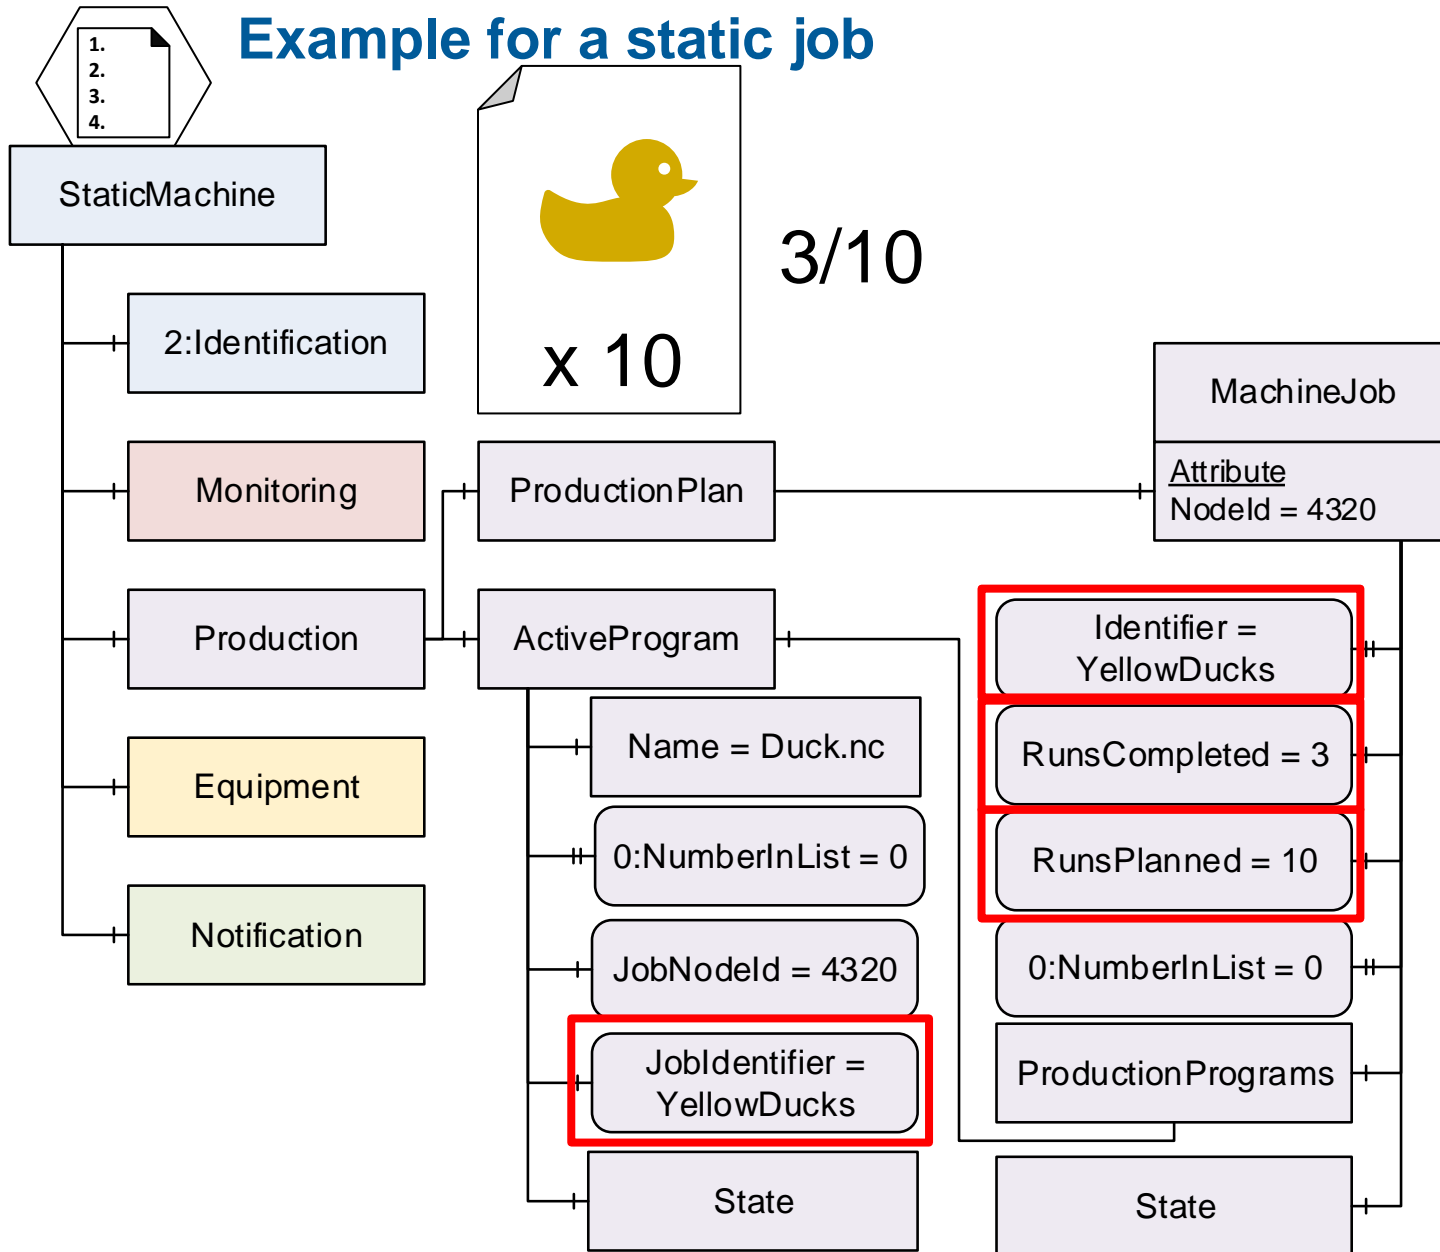 Example for a static job
1.
2.
3.
4.
StaticMachine
x 10
3/10
2:Identification
Monitoring
Production
Equipment
Notification
ProductionPlan
ActiveProgram
Name = Duck.nc
0:NumberInList = 0
JobNodeId = 4320
JobIdentifier =
YellowDucks
State
MachineJob
Attribute
NodeId = 4320
Identifier =
YellowDucks
RunsCompleted = 3
RunsPlanned = 10
0:NumberInList = 0
ProductionPrograms
State